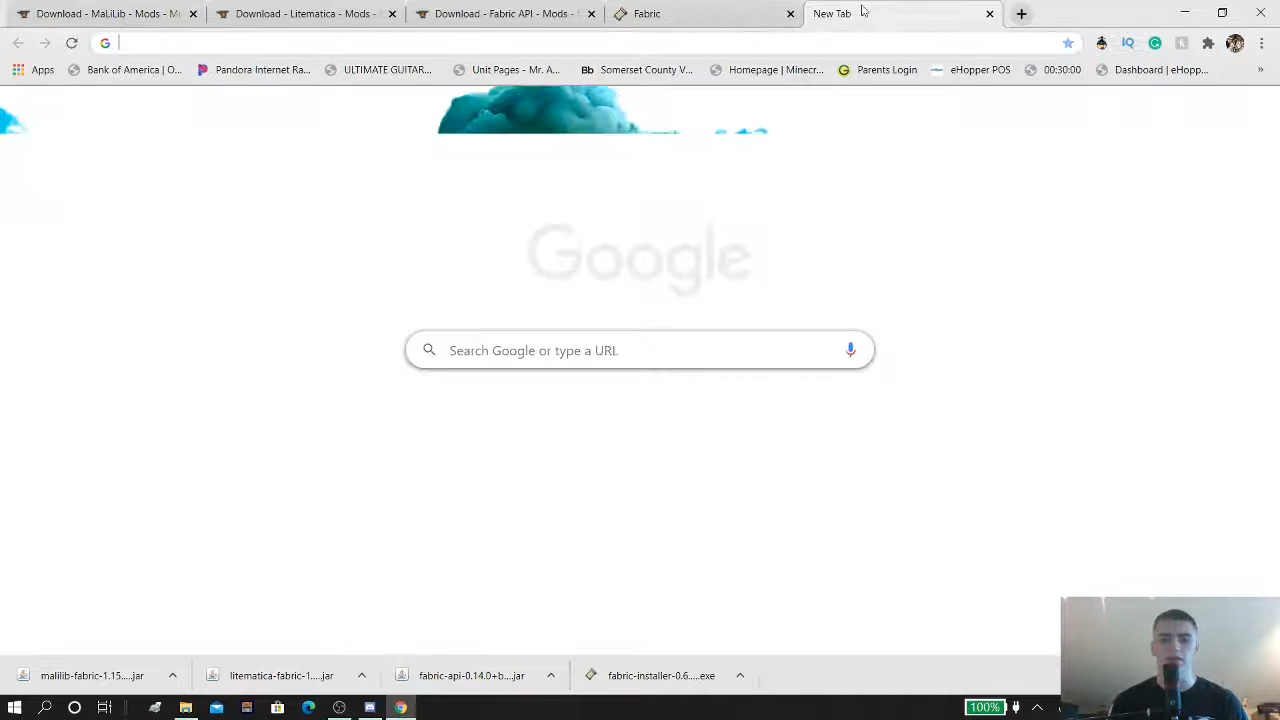 Download - MaLiLib - Mods - M
Download - Litematica - Mods -
Download - Fabric API - Mods -
Fabric
New Tab
Apps
Bank of America | O...
Pandora Internet Ra...
ULTIMATE GUITAR...
Unit Pages - Mr. A...
Bb
Somerset County V...
Homepage | Minecr...
Parents Login
eHopper POS
00:30:00
Dashboard | eHopp...
»
Google
Search Google or type a URL
malilib-fabric-1.15....jar
litematica-fabric-1....jar
fabric-api-0.14.0+b....jar
fabric-installer-0.6....exe
100%